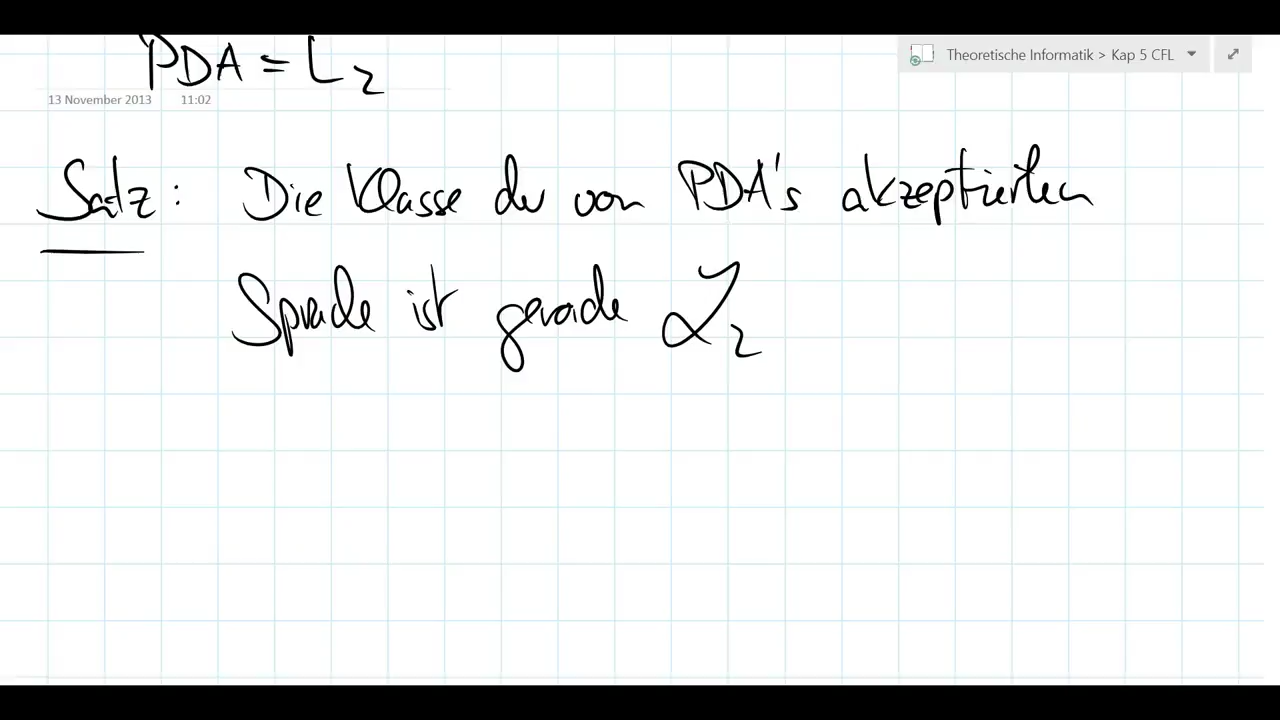 Theoretische Informatik > Kap 5 CFL
PDA = L₂
13 November 2013 11:02
Satz: Die Klasse der von PDA's akzeptierten
Sprache ist gerade ℒ₂